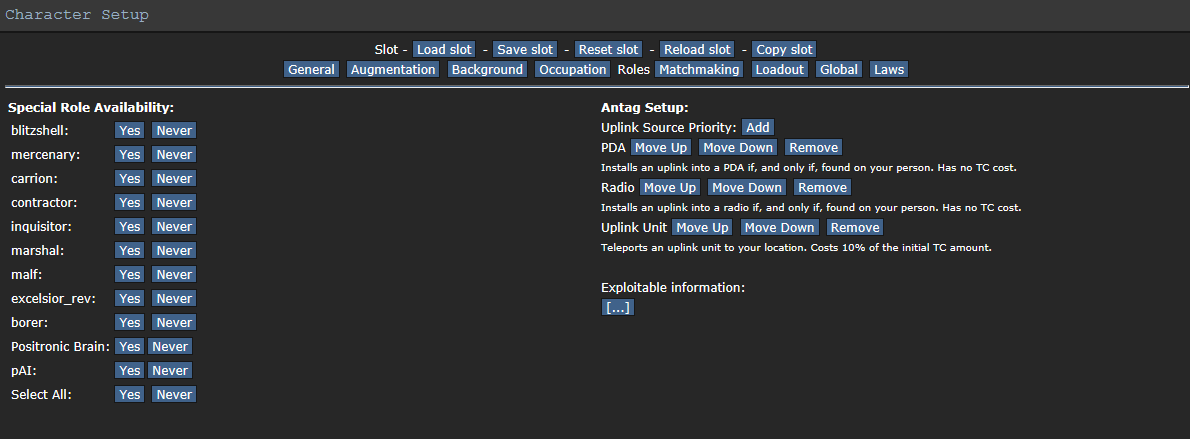 Character Setup
Slot - Load slot - Save slot - Reset slot - Reload slot - Copy slot
General Augmentation Background Occupation Roles Matchmaking Loadout Global Laws
Special Role Availability:
blitzshell: Yes Never
mercenary: Yes Never
carrion: Yes Never
contractor: Yes Never
inquisitor: Yes Never
marshal: Yes Never
malf: Yes Never
excelsior_rev: Yes Never
borer: Yes Never
Positronic Brain: Yes Never
pAI: Yes Never
Select All: Yes Never
Antag Setup:
Uplink Source Priority: Add
PDA Move Up Move Down Remove
Installs an uplink into a PDA if, and only if, found on your person. Has no TC cost.
Radio Move Up Move Down Remove
Installs an uplink into a radio if, and only if, found on your person. Has no TC cost.
Uplink Unit Move Up Move Down Remove
Teleports an uplink unit to your location. Costs 10% of the initial TC amount.
Exploitable information:
[...]